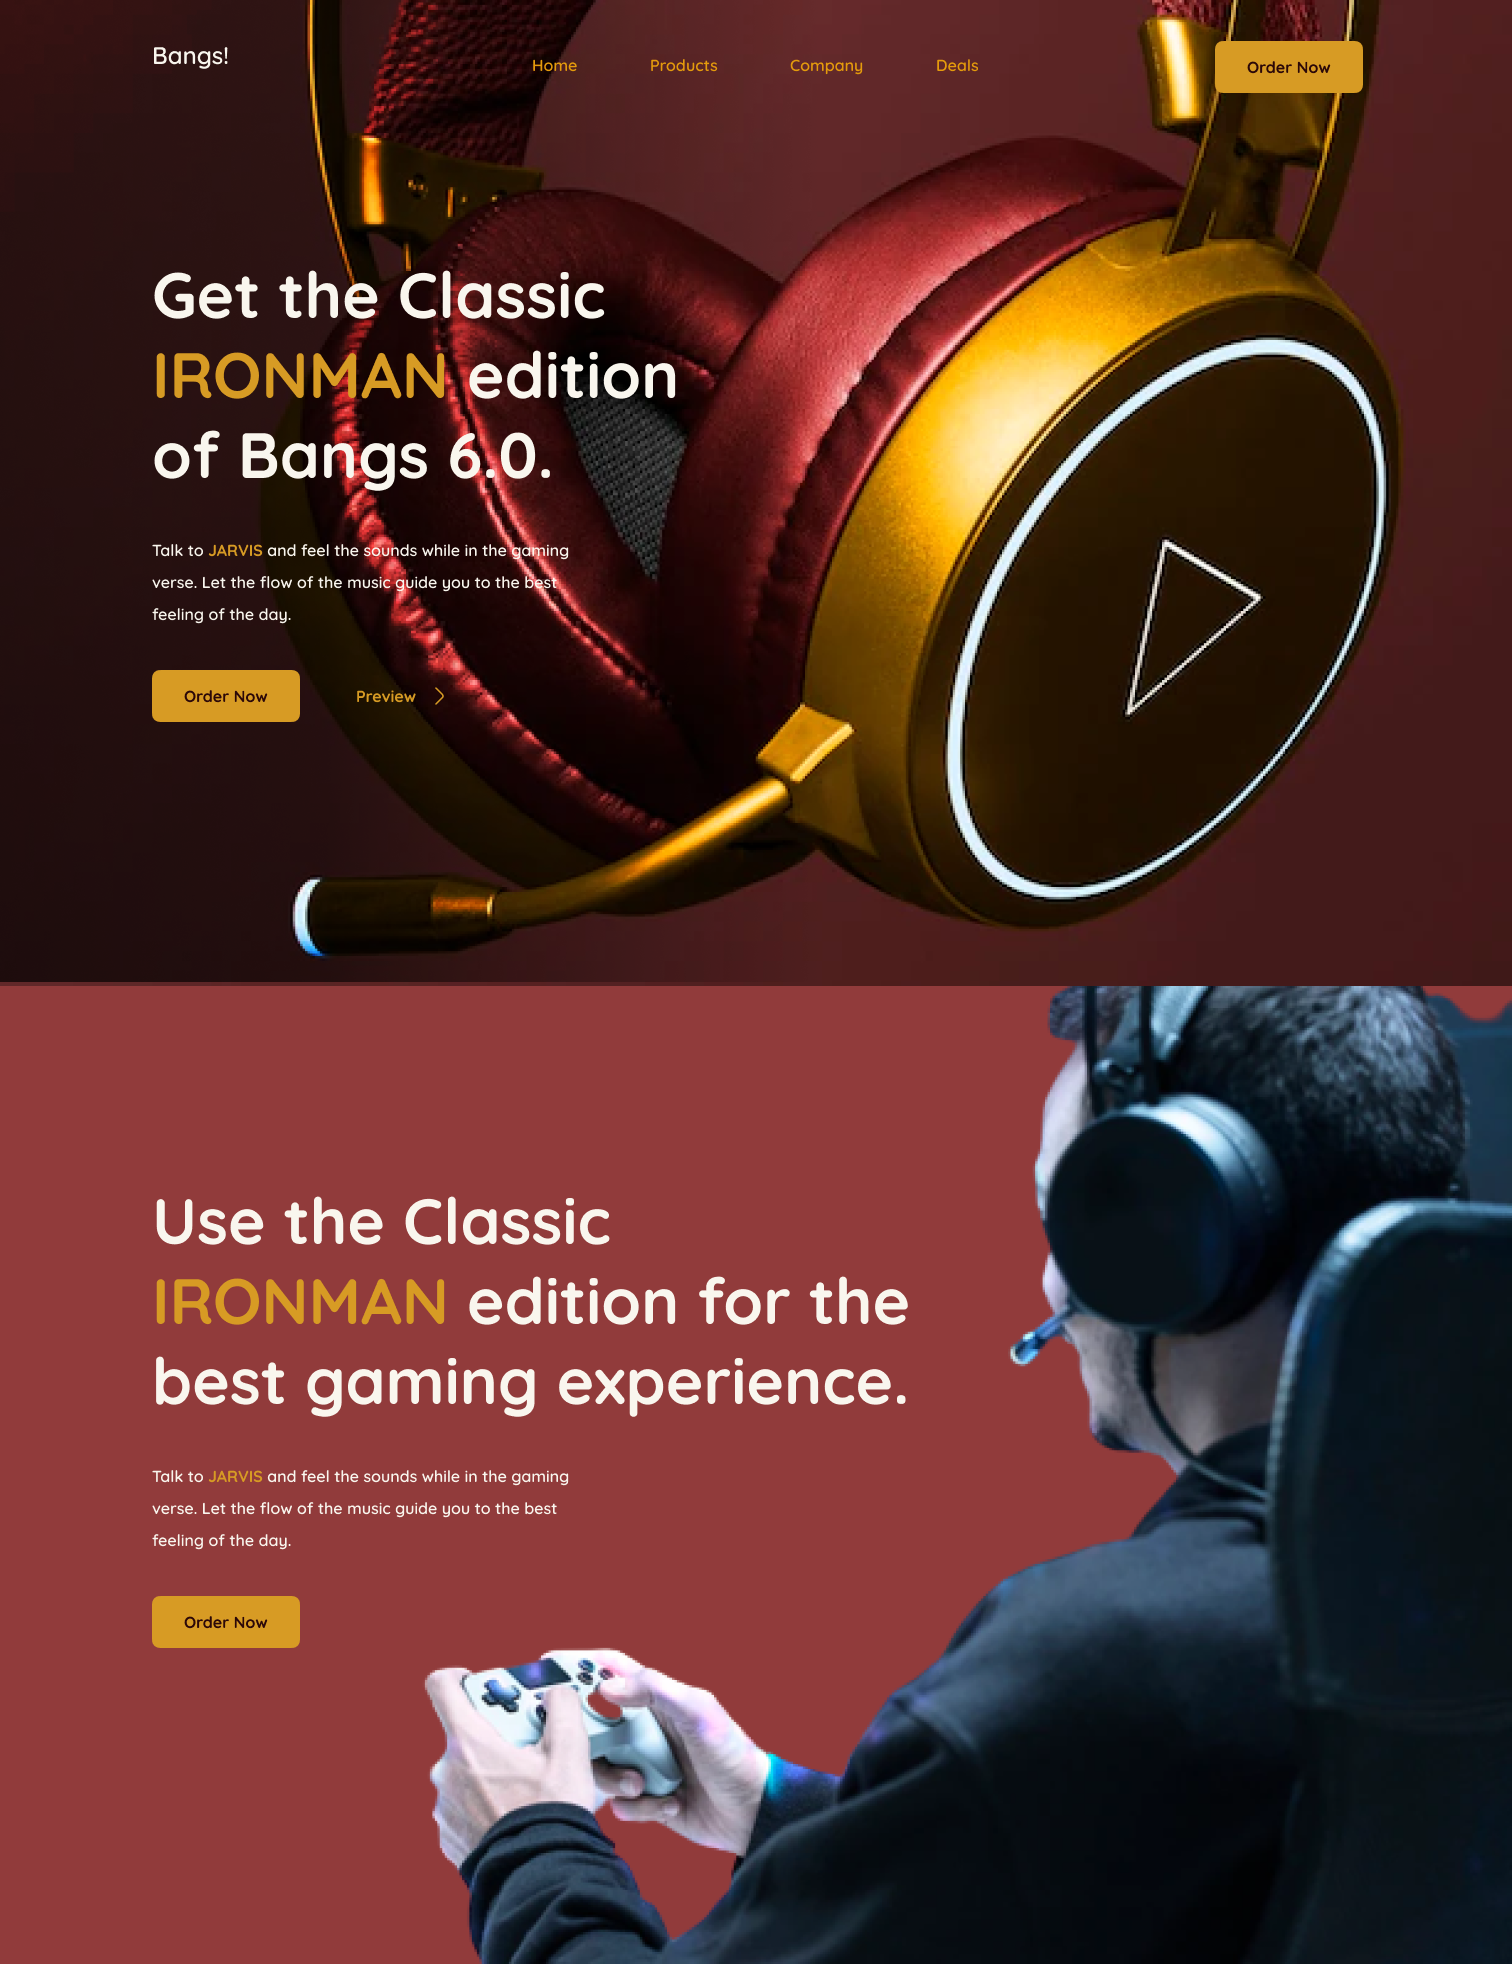 Bangs!
Home
Products
Company
Deals
Order Now
Get the Classic
IRONMAN edition
of Bangs 6.0.
Talk to JARVIS and feel the sounds while in the gaming
verse. Let the flow of the music guide you to the best
feeling of the day.
Order Now
Preview
Use the Classic
IRONMAN edition for the
best gaming experience.
Talk to JARVIS and feel the sounds while in the gaming
verse. Let the flow of the music guide you to the best
feeling of the day.
Order Now